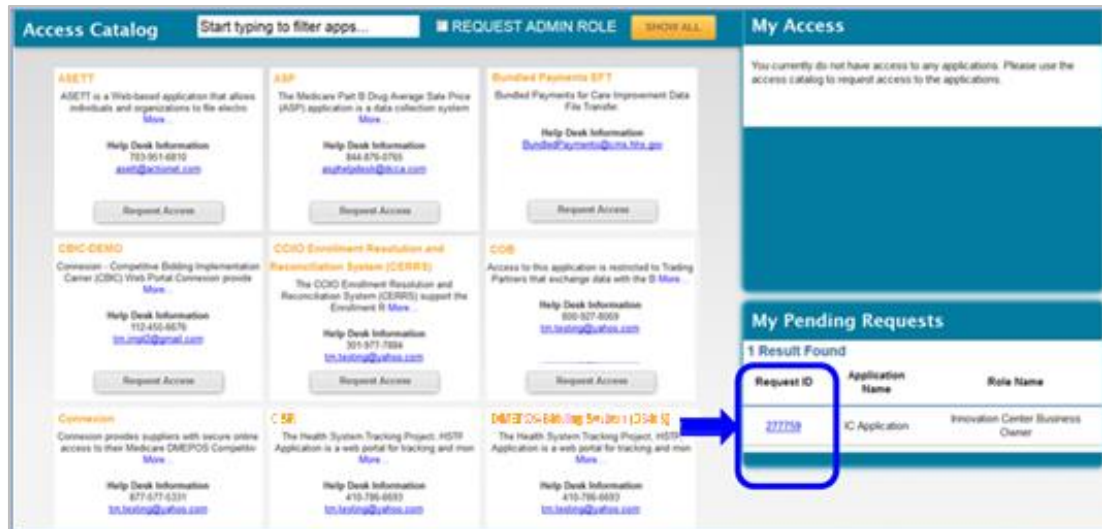 Access Catalog
Start typing to filter apps...
REQUEST ADMIN ROLE
SHOW ALL
ASETT
ASETT is a Web-based application that allows
individuals and organizations to file electro
More...
Help Desk Information
703-951-6810
asett@actionet.com
Request Access
ASP
The Medicare Part B Drug Average Sale Price
(ASP) application is a data collection system
More...
Help Desk Information
844-876-0765
asphelpdesk@dcca.com
Request Access
Bundled Payments EFT
Bundled Payments for Care Improvement Data
File Transfer.
Help Desk Information
BundledPayments@cms.hhs.gov
Request Access
CBIC-DEMO
Connexion - Competitive Bidding Implementation
Carrier (CBIC) Web Portal Connexion provide
More...
Help Desk Information
112-450-6676
tm.impl2@gmail.com
Request Access
CCIIO Enrollment Resolution and
Reconciliation System (CERRS)
The CCIIO Enrollment Resolution and
Reconciliation System (CERRS) support the
Enrollment R More...
Help Desk Information
301-977-7884
tm.testing@yahoo.com
Request Access
COB
Access to this application is restricted to Trading
Partners that exchange data with the B More...
Help Desk Information
800-927-8069
tm.testing@yahoo.com
Request Access
Connexion
Connexion provides suppliers with secure online
access to their Medicare DMEPOS Competitiv
More...
Help Desk Information
877-577-5331
tm.testing@yahoo.com
The Health System Tracking Project, HSTP
Application is a web portal for tracking and mon
More...
Help Desk Information
410-786-6693
tm.testing@yahoo.com
The Health System Tracking Project, HSTP
Application is a web portal for tracking and mon
More...
Help Desk Information
410-786-6693
tm.testing@yahoo.com
My Access
You currently do not have access to any applications. Please use the
access catalog to request access to the applications.
My Pending Requests
1 Result Found
Request ID
Application
Name
Role Name
277759
IC Application
Innovation Center Business
Owner